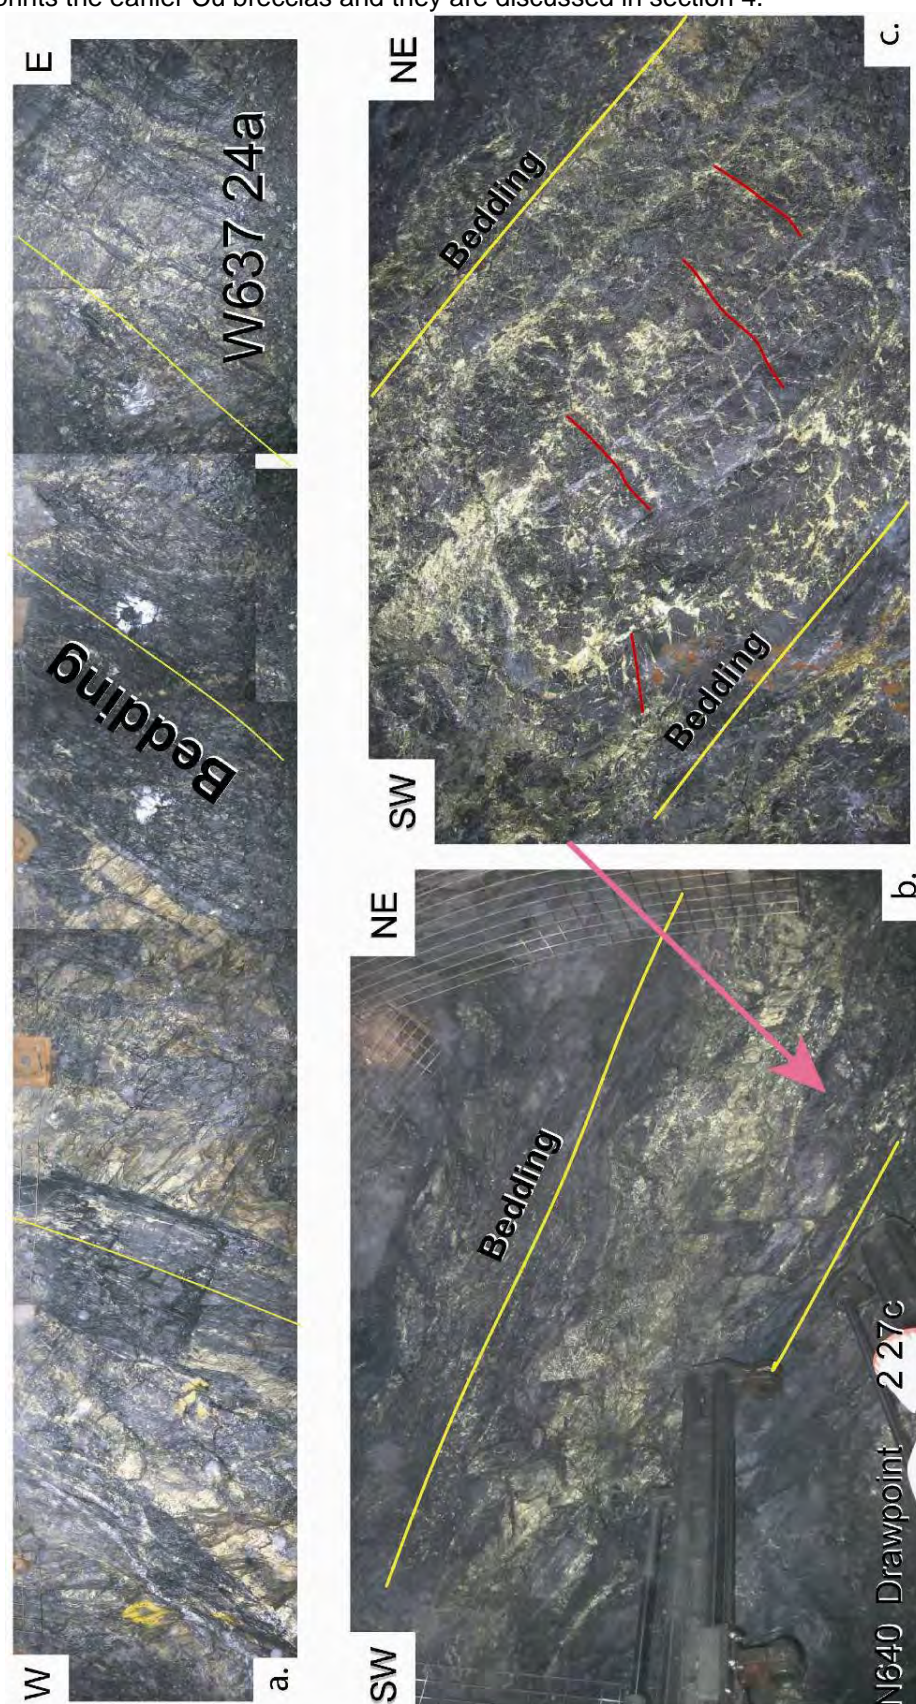 prints the earlier Cu breccias and they are discussed in section 4.
W
E
Bedding
W637 24a
a.
SW
NE
Bedding
N640 Drawpoint 2 27c
b.
SW
NE
Bedding
Bedding
c.